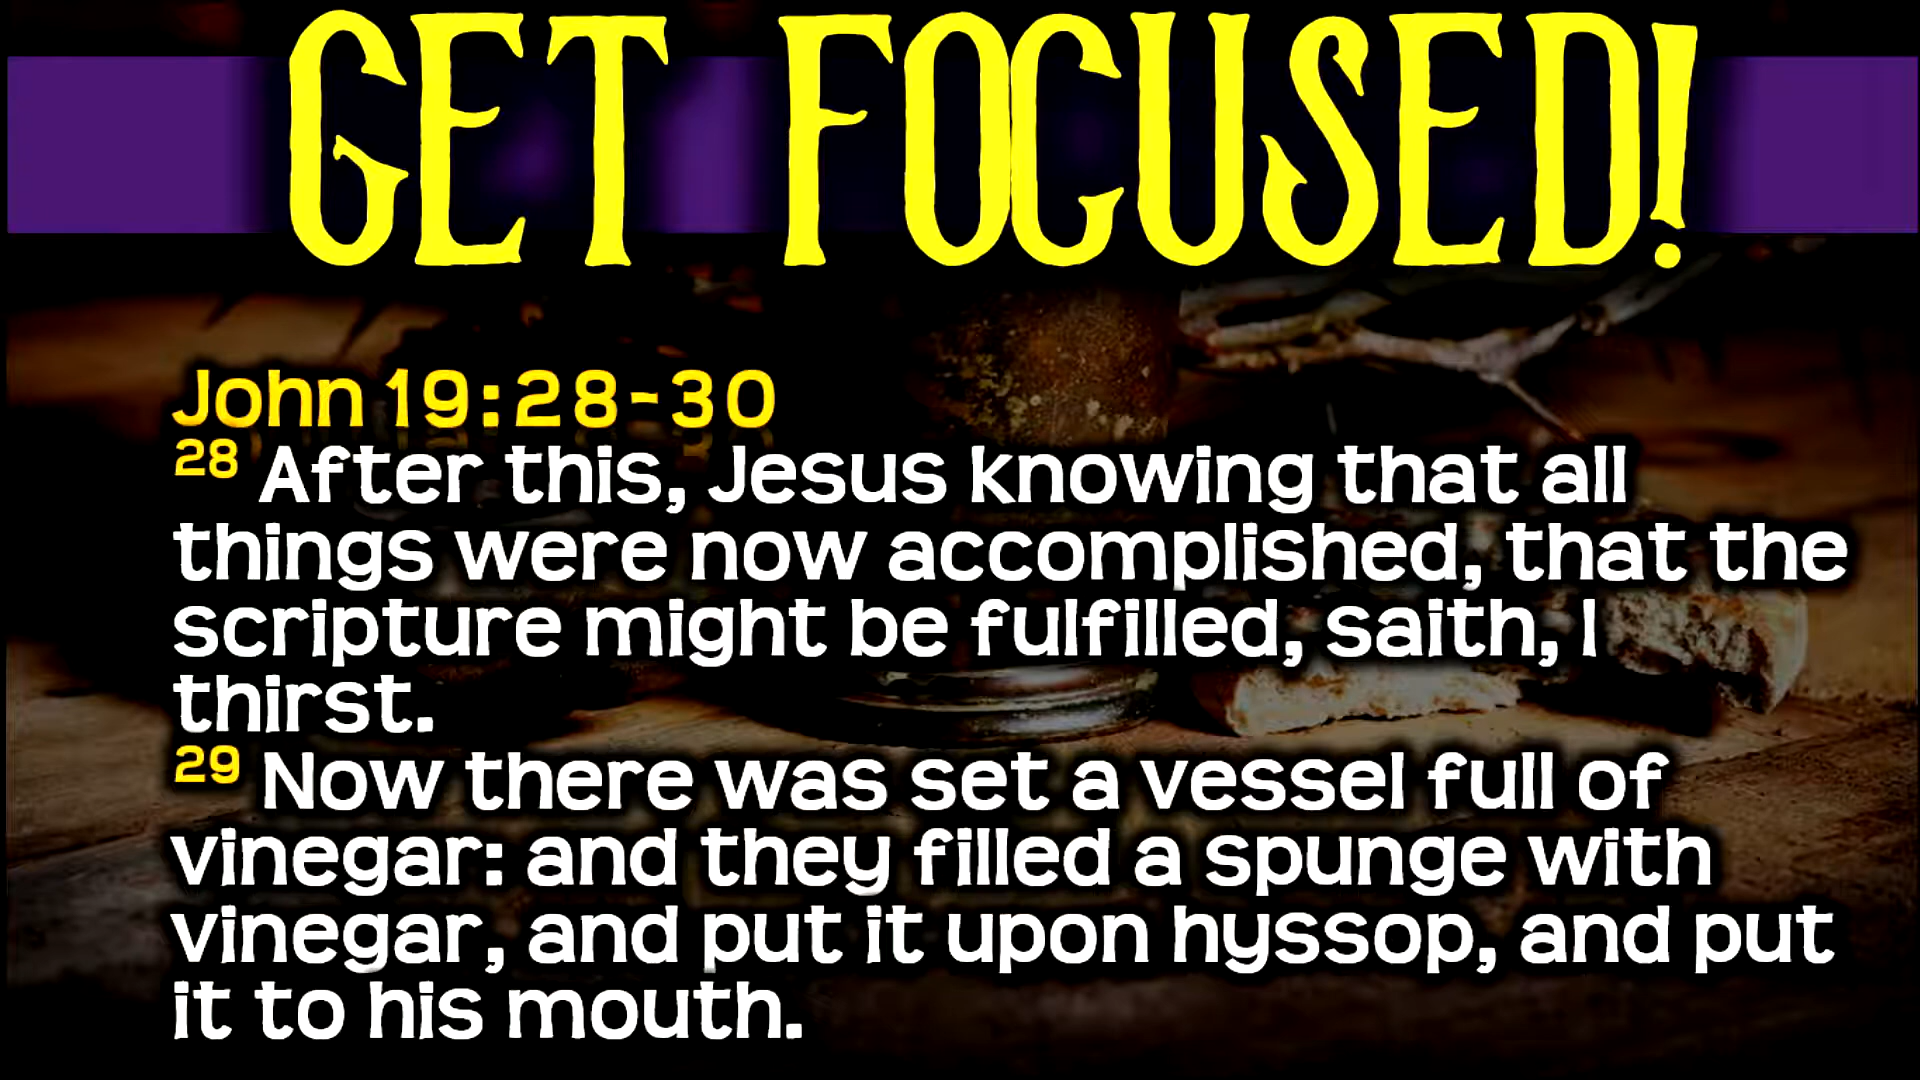 GET FOCUSED!
John 19:28-30
28 After this, Jesus knowing that all
things were now accomplished, that the
scripture might be fulfilled, saith, I
thirst.
29 Now there was set a vessel full of
vinegar: and they filled a spunge with
vinegar, and put it upon hyssop, and put
it to his mouth.